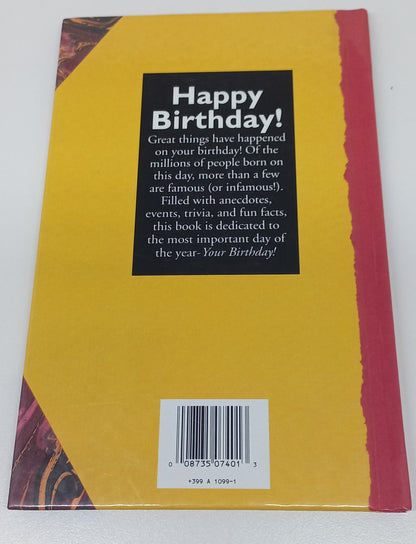 Happy
Birthday!
Great things have happened
on your birthday! Of the
millions of people born on
this day, more than a few
are famous (or infamous!).
Filled with anecdotes,
events, trivia, and fun facts,
this book is dedicated to
the most important day of
the year-Your Birthday!
0 08735 07401 3
+399 A 1099-1